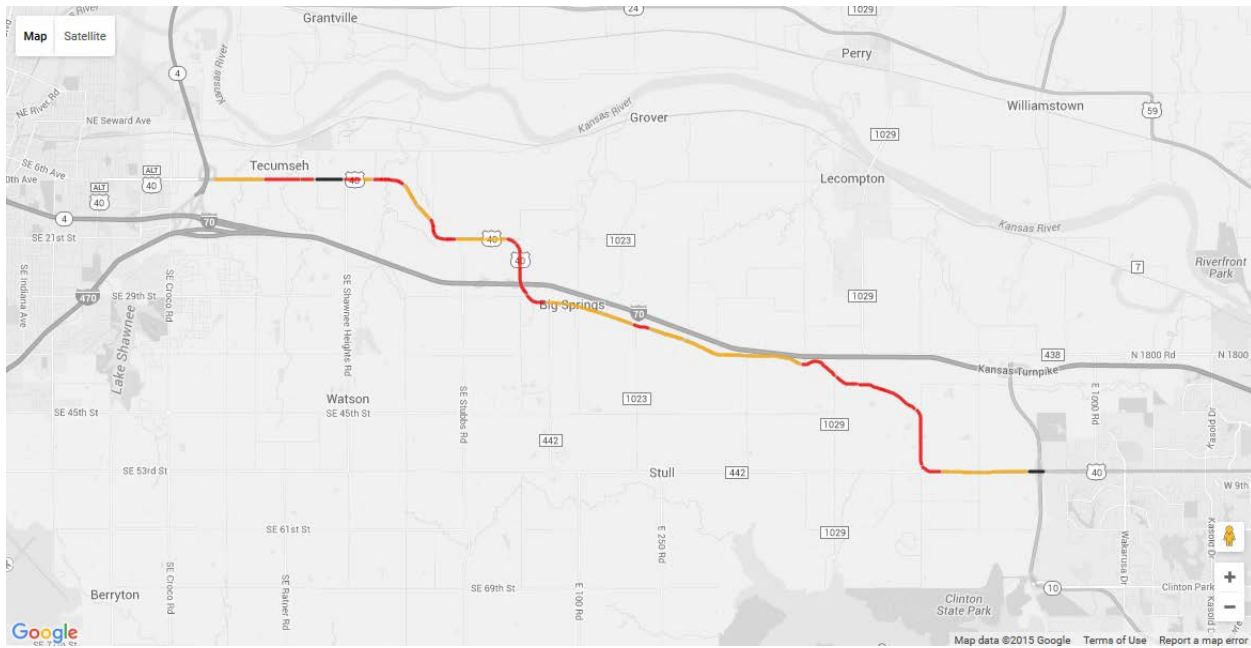 Map
Satellite
Grantville
24
1029
Perry
4
Kansas River
Williamstown
59
NE River Rd
NE Seward Ave
Kansas River
Grover
1029
SE 6th Ave
Tecumseh
ALT
40
40
Lecompton
0th Ave
ALT
40
4
70
Kansas River
SE 21st St
40
1023
40
7
Riverfront
Park
SE Indiana Ave
470
SE 29th St
SE Croco Rd
SE Shawnee Heights Rd
Big Springs
70
1029
Lake Shawnee
438
N 1800 Rd
N 1800
Kansas Turnpike
SE 45th St
Watson
SE 45th St
SE Stubbs Rd
1023
1029
E 1000 Rd
Kasold Dr
442
SE 53rd St
Stull
442
40
W 9th
SE 61st St
E 250 Rd
1029
Wakarusa Dr
Kasold Dr
SE Croco Rd
SE Ratner Rd
SE 69th St
E 100 Rd
Berryton
Clinton
State Park
10
Clinton Park
+
−
Google
Map data ©2015 Google
Terms of Use
Report a map error